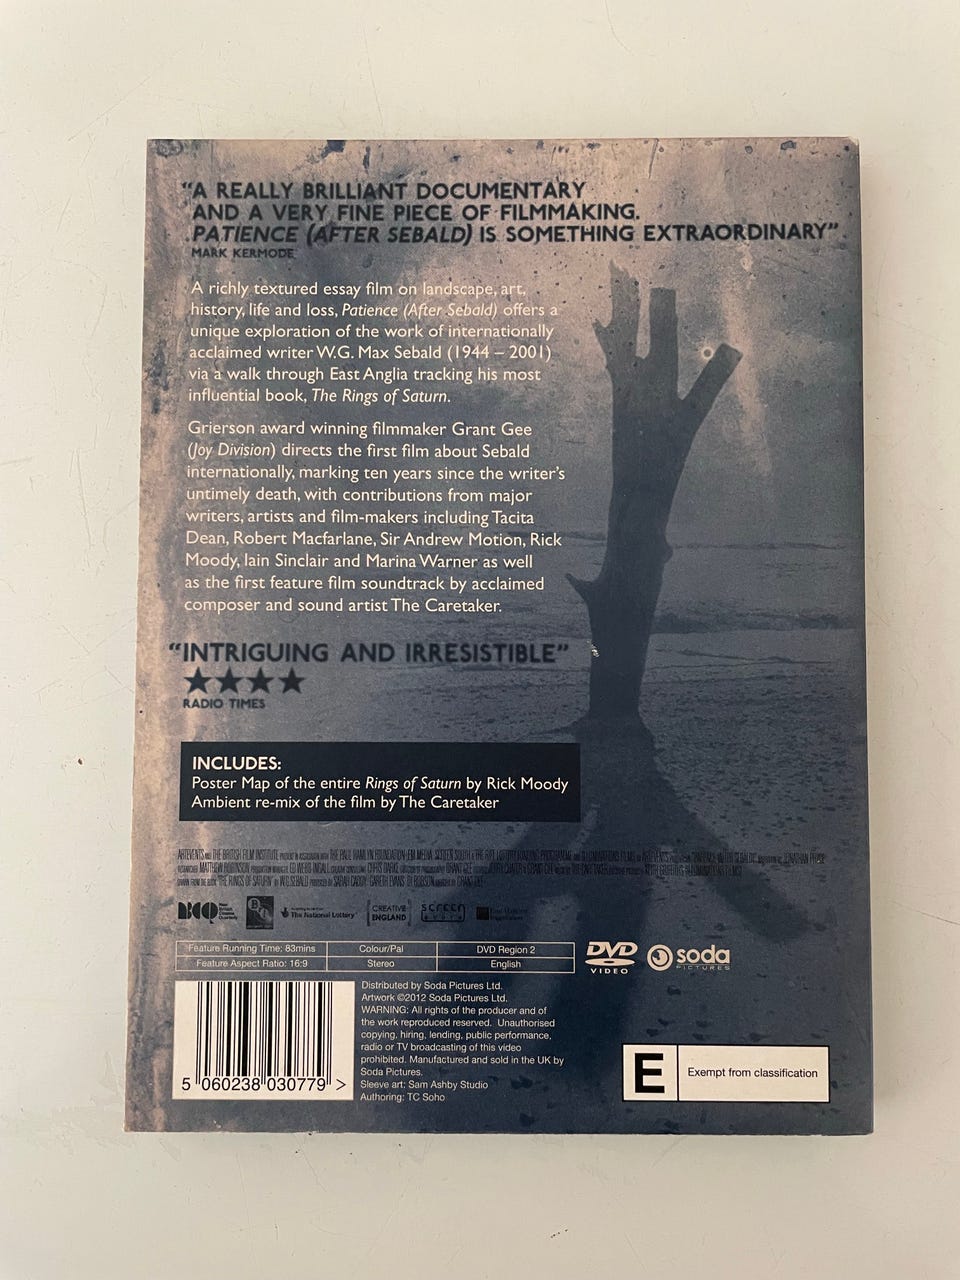 “A REALLY BRILLIANT DOCUMENTARY
AND A VERY FINE PIECE OF FILMMAKING.
PATIENCE (AFTER SEBALD) IS SOMETHING EXTRAORDINARY”
MARK KERMODE
A richly textured essay film on landscape, art,
history, life and loss, Patience (After Sebald) offers a
unique exploration of the work of internationally
acclaimed writer W.G. Max Sebald (1944 – 2001)
via a walk through East Anglia tracking his most
influential book, The Rings of Saturn.
Grierson award winning filmmaker Grant Gee
(Joy Division) directs the first film about Sebald
internationally, marking ten years since the writer’s
untimely death, with contributions from major
writers, artists and film-makers including Tacita
Dean, Robert Macfarlane, Sir Andrew Motion, Rick
Moody, Iain Sinclair and Marina Warner as well
as the first feature film soundtrack by acclaimed
composer and sound artist The Caretaker.
“INTRIGUING AND IRRESISTIBLE”
★★★★
RADIO TIMES
INCLUDES:
Poster Map of the entire Rings of Saturn by Rick Moody
Ambient re-mix of the film by The Caretaker
ARTEVENTS AND THE BRITISH FILM INSTITUTE
The National Lottery
CREATIVE ENGLAND
Feature Running Time: 83mins Colour/Pal DVD Region 2
Feature Aspect Ratio: 16:9 Stereo English
DVD VIDEO
soda PICTURES
Distributed by Soda Pictures Ltd.
Artwork ©2012 Soda Pictures Ltd.
WARNING: All rights of the producer and of
the work reproduced reserved. Unauthorised
copying, hiring, lending, public performance,
radio or TV broadcasting of this video
prohibited. Manufactured and sold in the UK by
Soda Pictures.
Sleeve art: Sam Ashby Studio
Authoring: TC Soho
5 060238 030779 >
E Exempt from classification